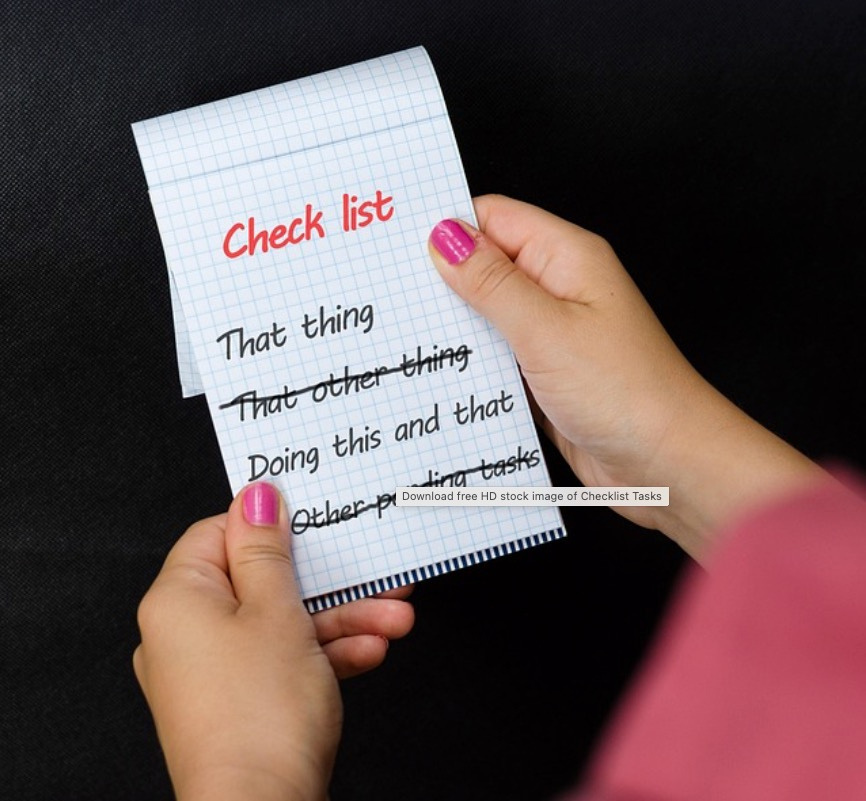 Check list
That thing
That other thing
Doing this and that
Other pending tasks
Download free HD stock image of Checklist Tasks